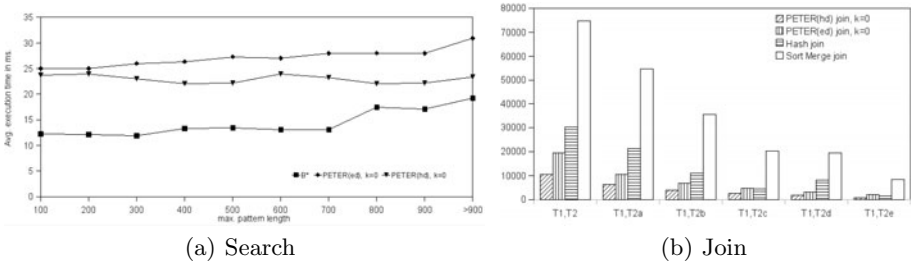 35
30
25
20
15
10
5
0
Avg. execution time in ms.
B* PETER(ed), k=0 PETER(hd), k=0
100 200 300 400 500 600 700 800 900 >900
max. pattern length
(a) Search
80000
70000
60000
50000
40000
30000
20000
10000
0
PETER(hd) join, k=0
PETER(ed) join, k=0
Hash join
Sort Merge join
T1,T2 T1,T2a T1,T2b T1,T2c T1,T2d T1,T2e
(b) Join